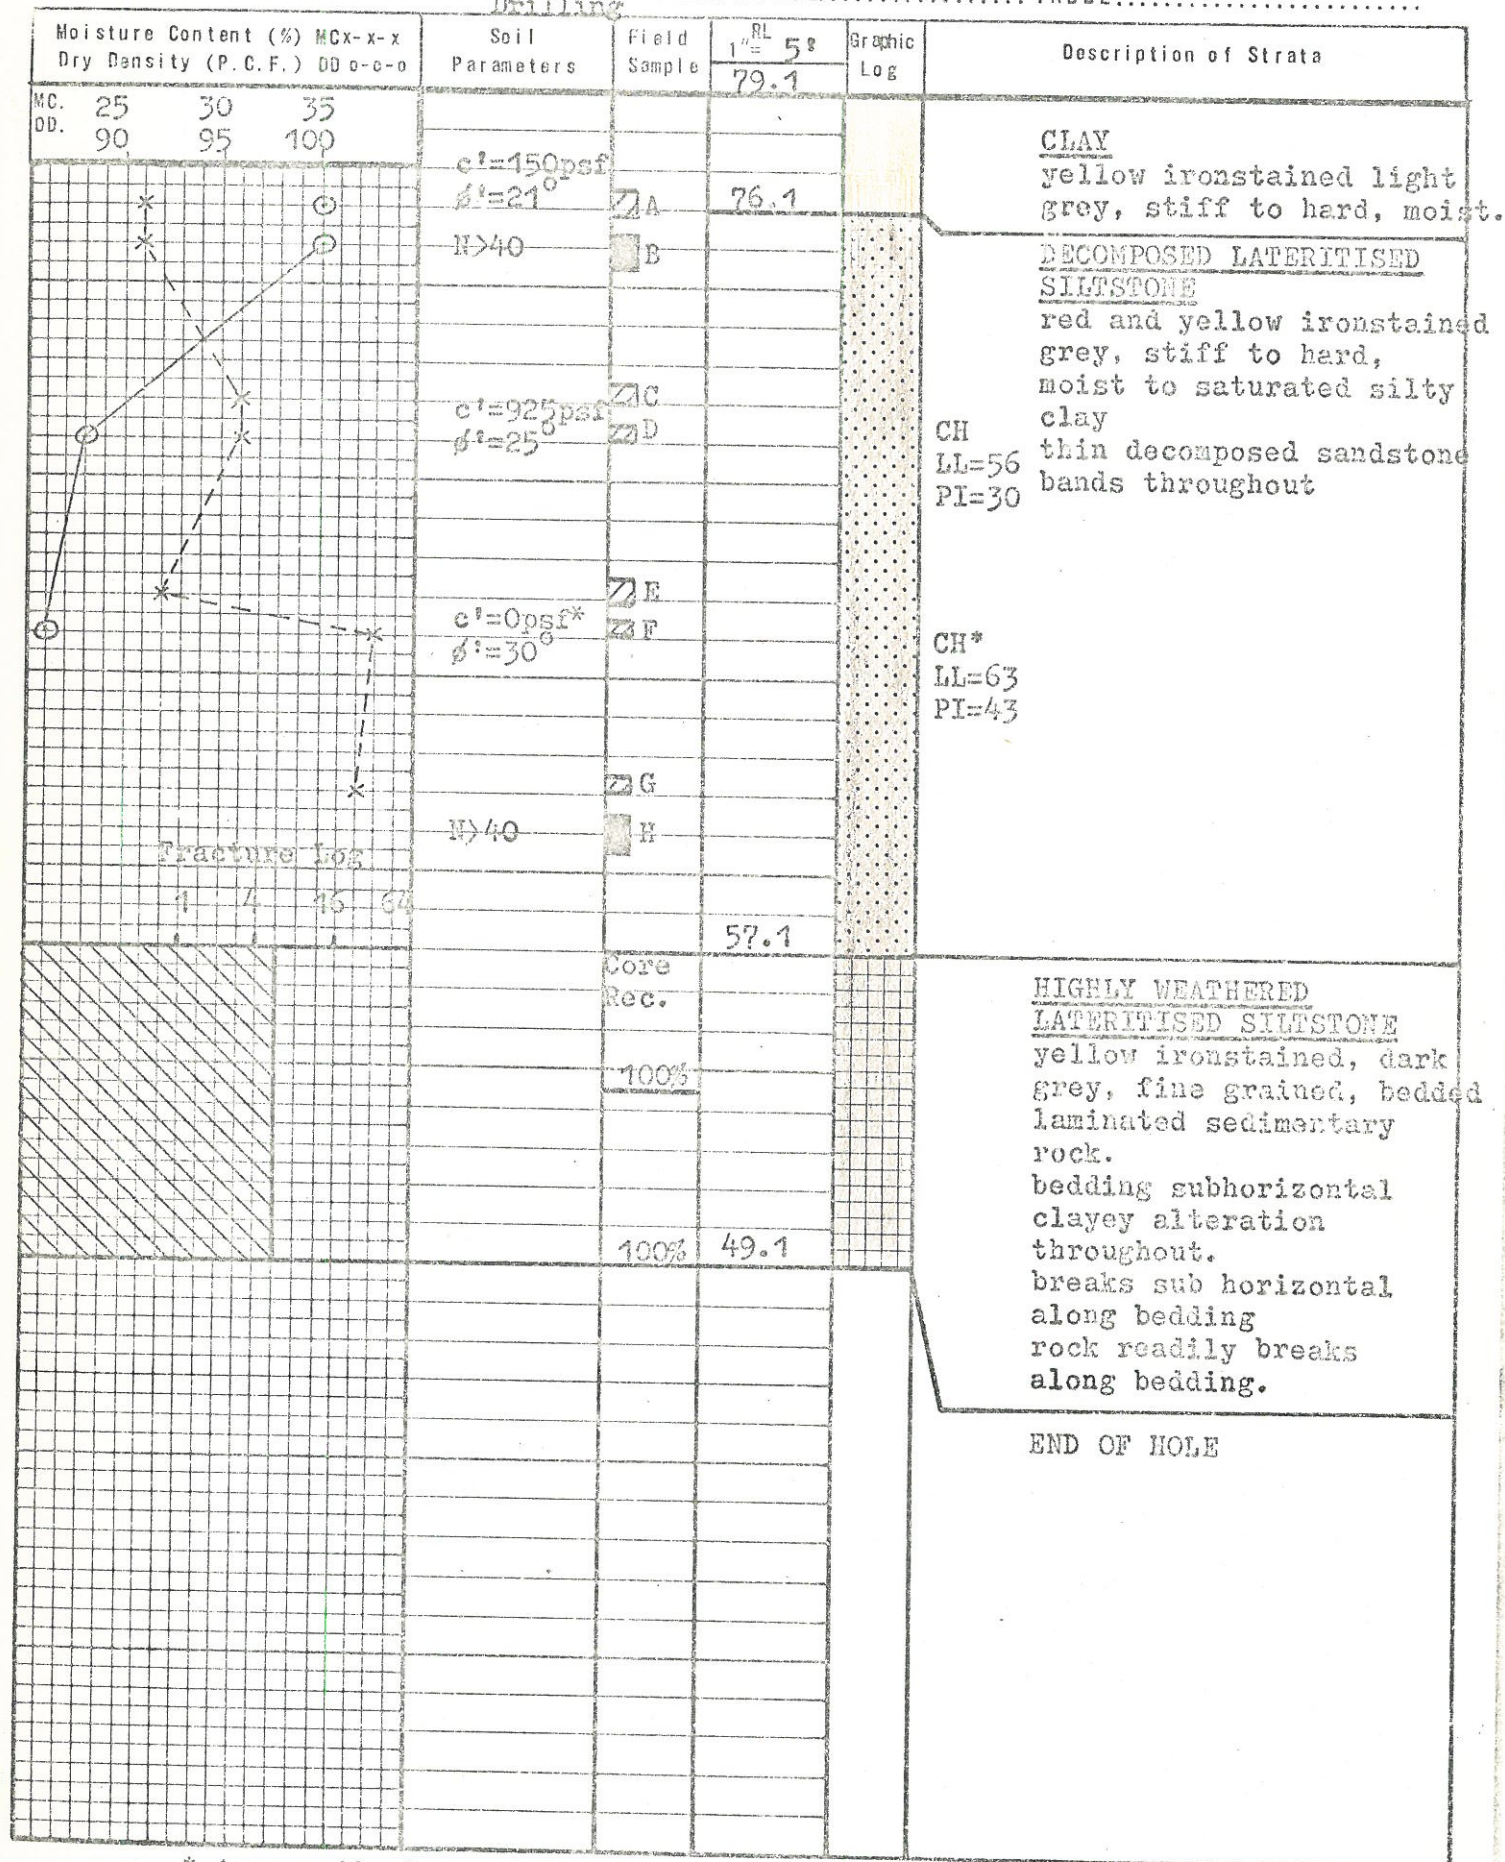 Drilling
Moisture Content (%) MCx-x-x
Dry Density (P.C.F.) DD o-o-o
Soil
Parameters
Field
Sample
RL
1"= 5'
79.1
Graphic
Log
Description of Strata
MC. 25 30 35
DD. 90 95 100
c'=150psf
ø'=21°
A
76.1
CLAY
yellow ironstained light
grey, stiff to hard, moist.
N>40
B
DECOMPOSED LATERITISED
SILTSTONE
red and yellow ironstained
grey, stiff to hard,
moist to saturated silty
clay
thin decomposed sandstone
bands throughout
C
c'=925psf
ø'=25°
D
CH
LL=56
PI=30
E
c'=0psf*
ø'=30°
F
CH*
LL=63
PI=43
G
N>40
H
Fracture Log
1 4 16 64
57.1
Core
Rec.
100%
100%
49.1
HIGHLY WEATHERED
LATERITISED SILTSTONE
yellow ironstained, dark
grey, fine grained, bedded
laminated sedimentary
rock.
bedding subhorizontal
clayey alteration
throughout.
breaks sub horizontal
along bedding
rock readily breaks
along bedding.
END OF HOLE